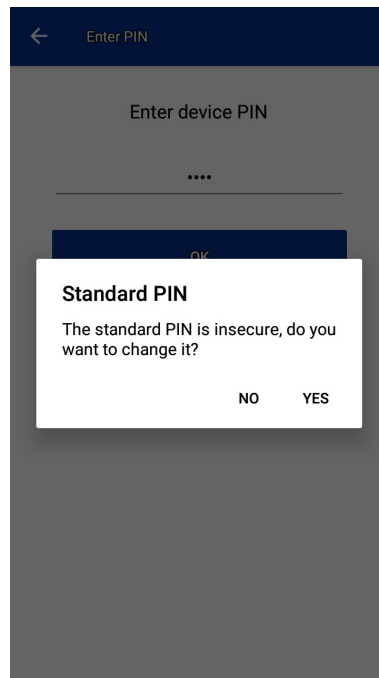 Enter PIN
Enter device PIN
••••
OK
Standard PIN
The standard PIN is insecure, do you
want to change it?
NO YES